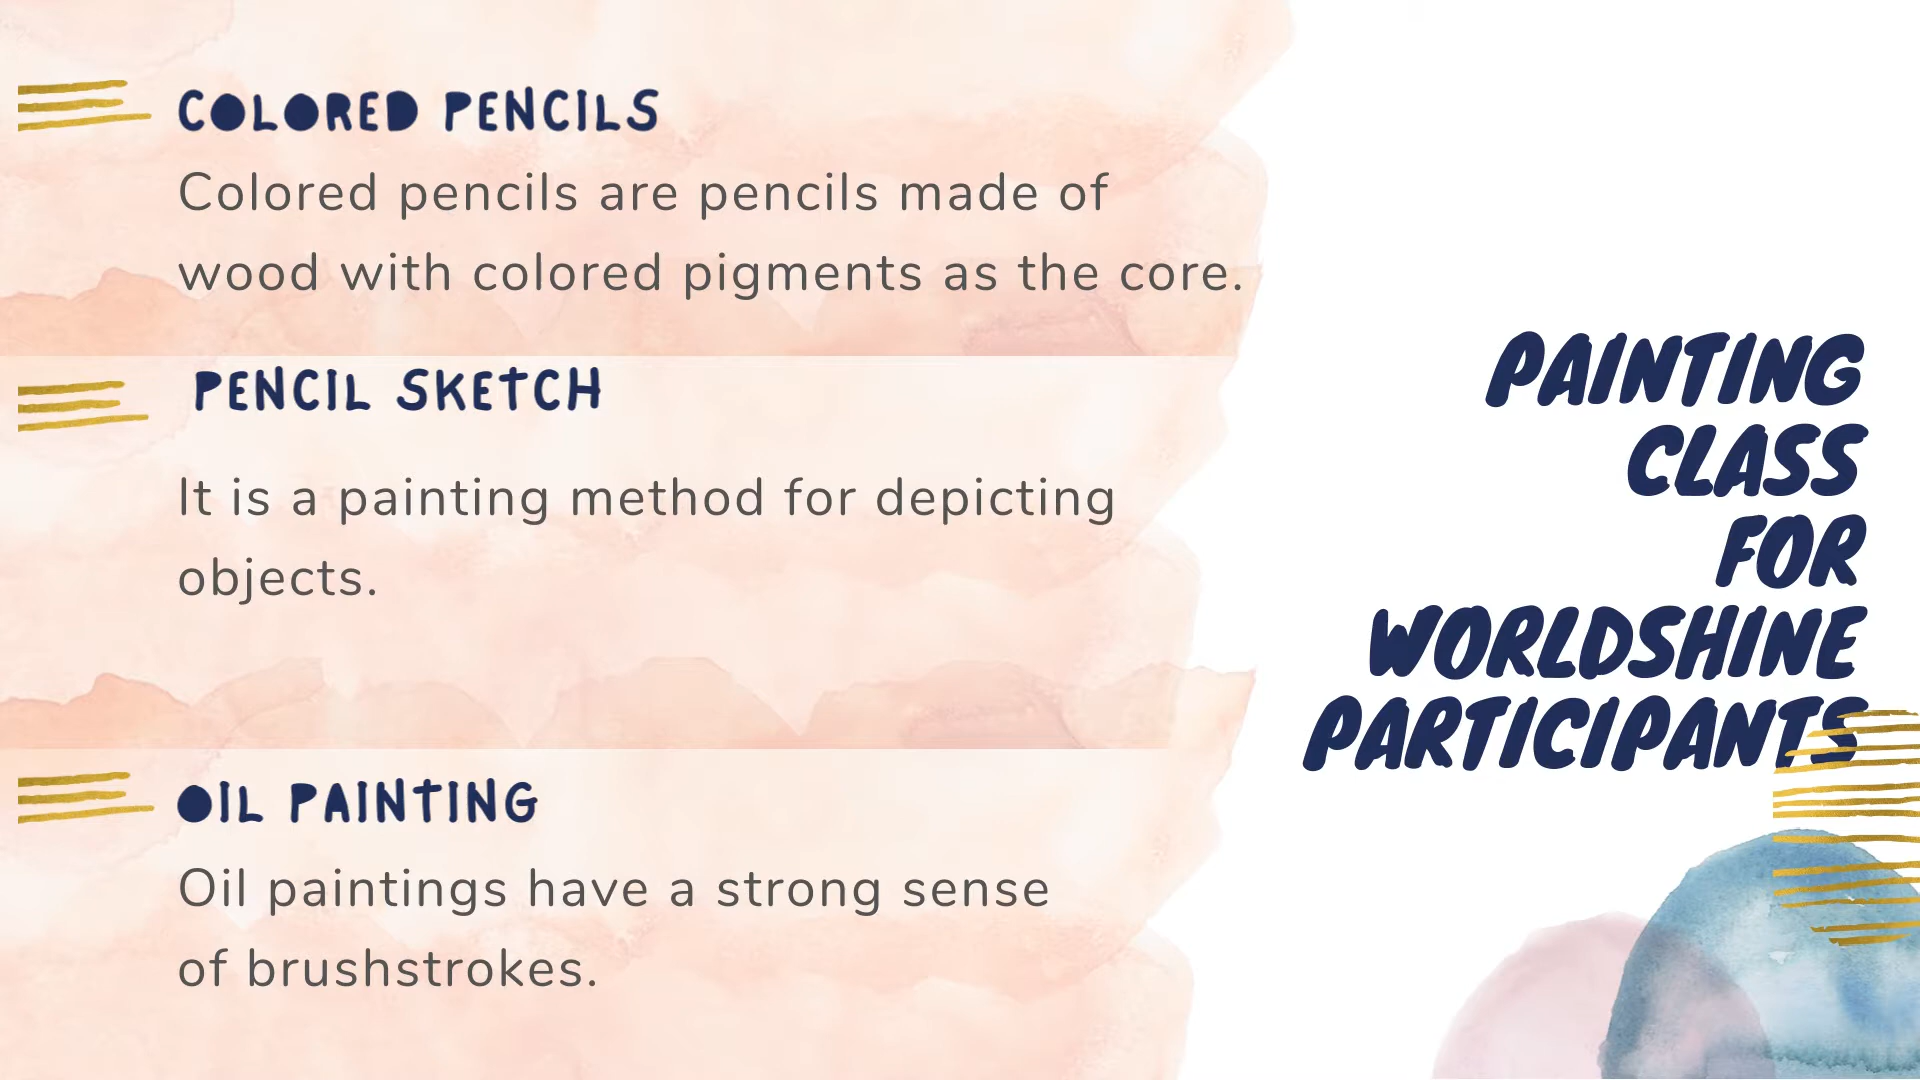 COLORED PENCILS
Colored pencils are pencils made of
wood with colored pigments as the core.
PENCIL SKETCH
It is a painting method for depicting
objects.
OIL PAINTING
Oil paintings have a strong sense
of brushstrokes.
PAINTING
CLASS
FOR
WORLDSHINE
PARTICIPANTS